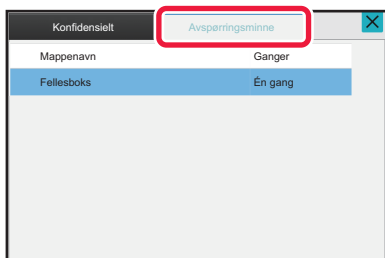 Konfidensielt Avspørringsminne
Mappenavn Ganger
Fellesboks Én gang